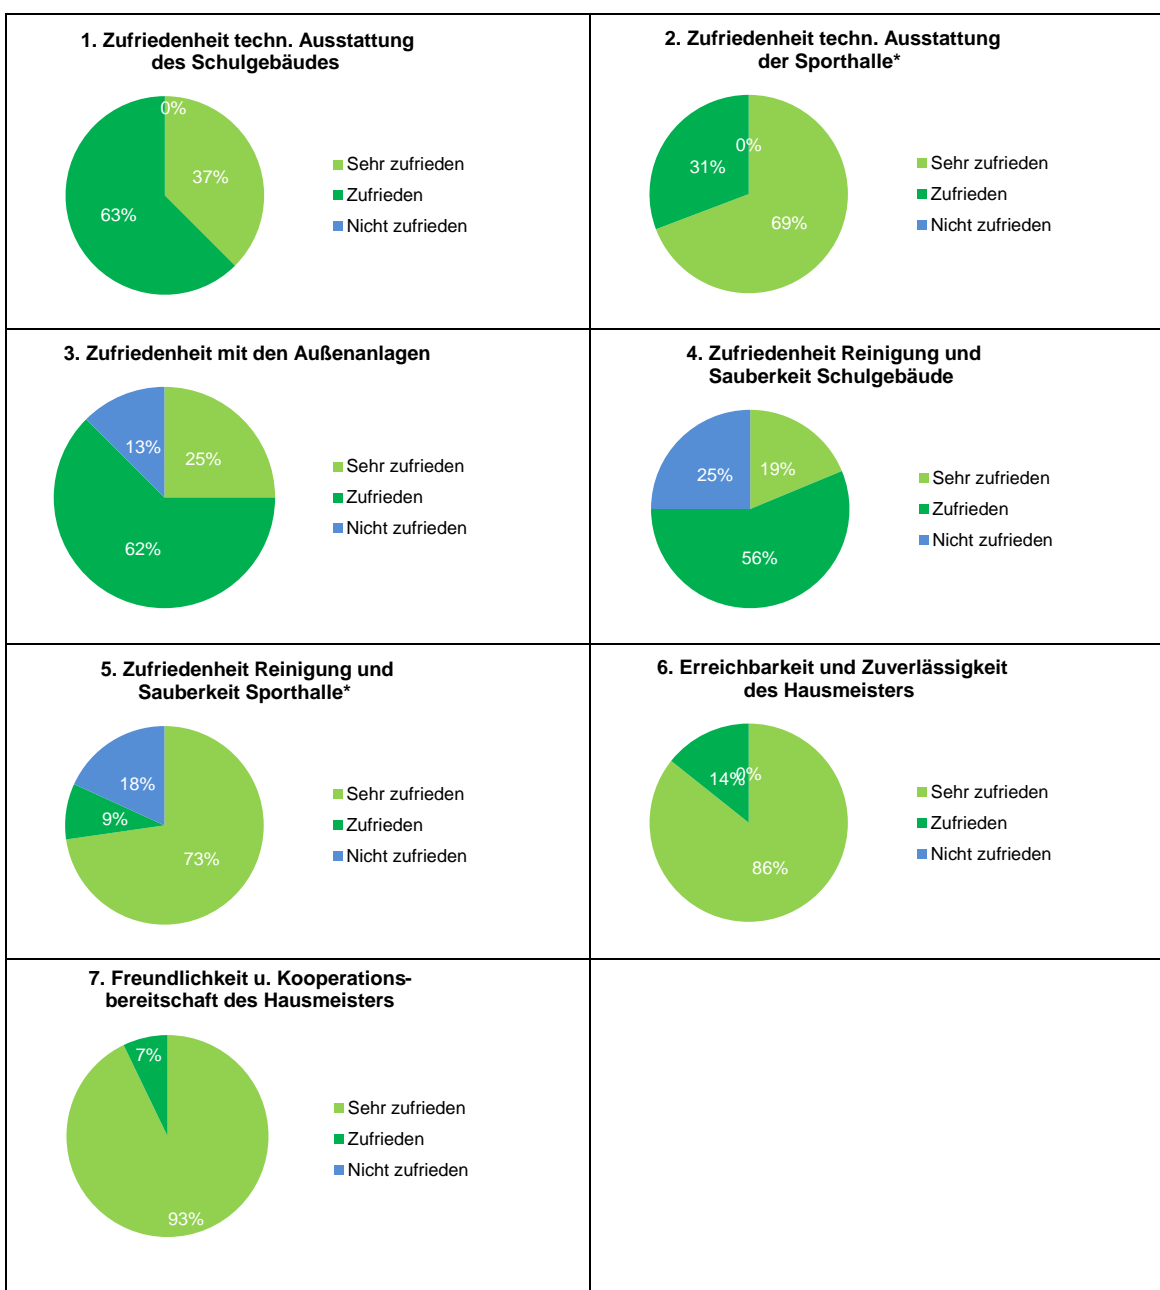 1. Zufriedenheit techn. Ausstattung
des Schulgebäudes
0%
37%
63%
Sehr zufrieden
Zufrieden
Nicht zufrieden
2. Zufriedenheit techn. Ausstattung
der Sporthalle*
0%
31%
69%
Sehr zufrieden
Zufrieden
Nicht zufrieden
3. Zufriedenheit mit den Außenanlagen
13%
25%
62%
Sehr zufrieden
Zufrieden
Nicht zufrieden
4. Zufriedenheit Reinigung und
Sauberkeit Schulgebäude
25%
19%
56%
Sehr zufrieden
Zufrieden
Nicht zufrieden
5. Zufriedenheit Reinigung und
Sauberkeit Sporthalle*
18%
9%
73%
Sehr zufrieden
Zufrieden
Nicht zufrieden
6. Erreichbarkeit und Zuverlässigkeit
des Hausmeisters
14%
0%
86%
Sehr zufrieden
Zufrieden
Nicht zufrieden
7. Freundlichkeit u. Kooperations-
bereitschaft des Hausmeisters
7%
93%
Sehr zufrieden
Zufrieden
Nicht zufrieden